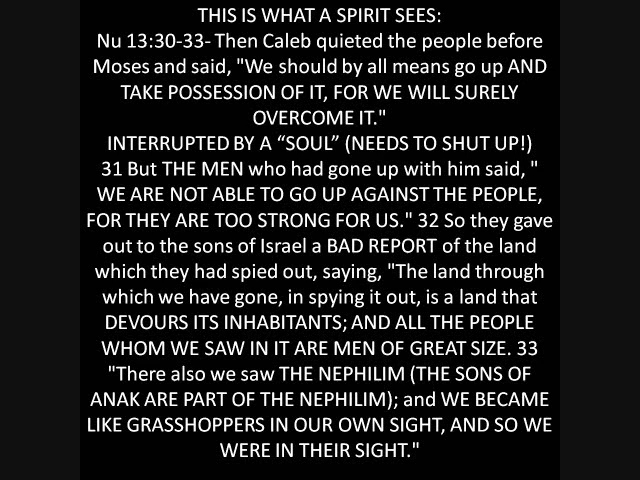 THIS IS WHAT A SPIRIT SEES:
Nu 13:30-33- Then Caleb quieted the people before
Moses and said, "We should by all means go up AND
TAKE POSSESSION OF IT, FOR WE WILL SURELY
OVERCOME IT."
INTERRUPTED BY A “SOUL” (NEEDS TO SHUT UP!)
31 But THE MEN who had gone up with him said, "
WE ARE NOT ABLE TO GO UP AGAINST THE PEOPLE,
FOR THEY ARE TOO STRONG FOR US." 32 So they gave
out to the sons of Israel a BAD REPORT of the land
which they had spied out, saying, "The land through
which we have gone, in spying it out, is a land that
DEVOURS ITS INHABITANTS; AND ALL THE PEOPLE
WHOM WE SAW IN IT ARE MEN OF GREAT SIZE. 33
"There also we saw THE NEPHILIM (THE SONS OF
ANAK ARE PART OF THE NEPHILIM); and WE BECAME
LIKE GRASSHOPPERS IN OUR OWN SIGHT, AND SO WE
WERE IN THEIR SIGHT."